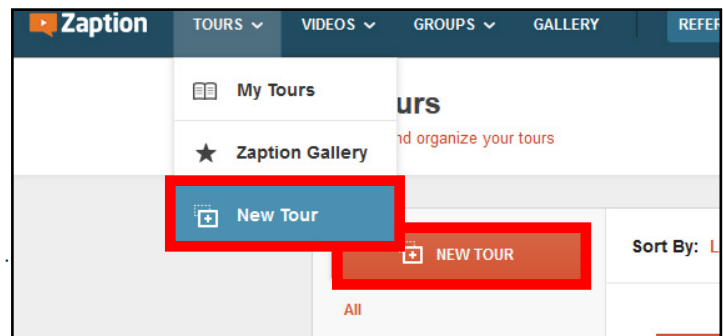 Zaption TOURS VIDEOS GROUPS GALLERY REFER
My Tours
urs
nd organize your tours
Zaption Gallery
New Tour
NEW TOUR
Sort By: L
All